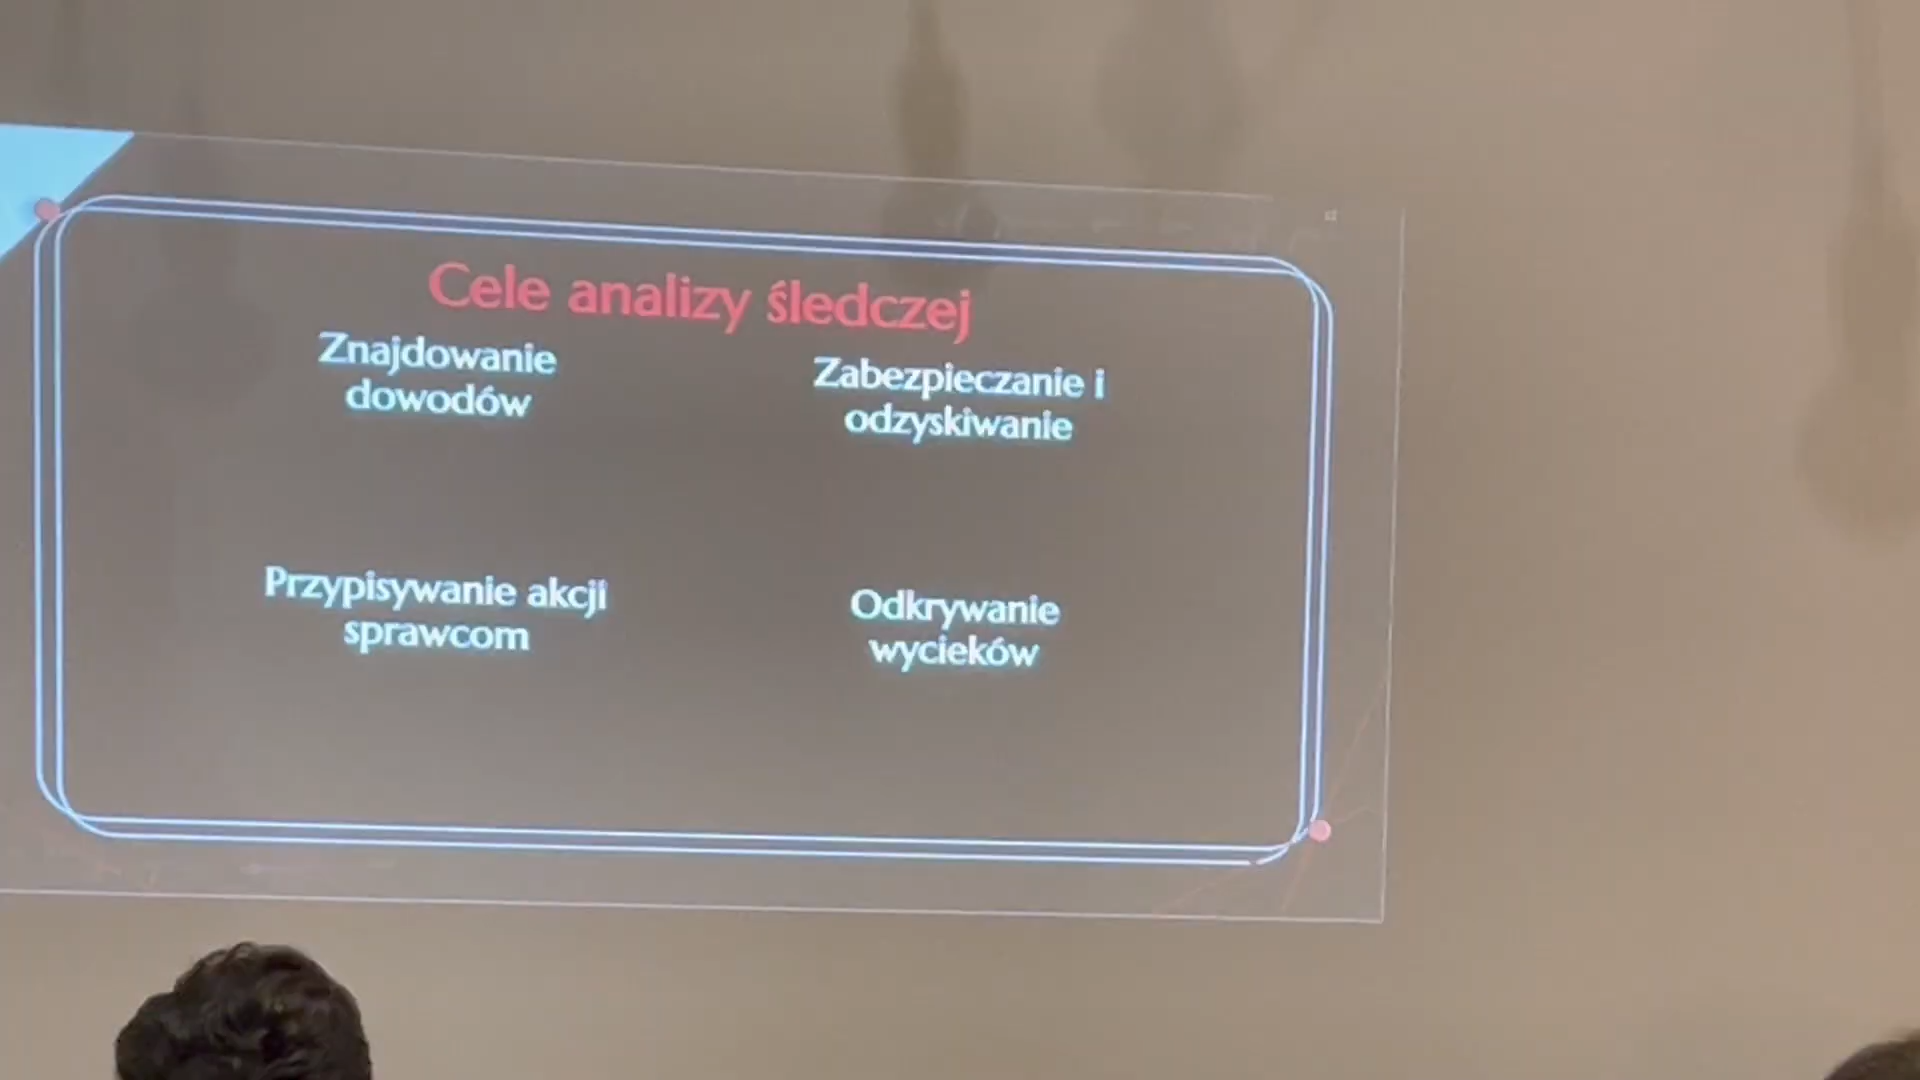 Cele analizy śledczej
Znajdowanie
dowodów
Zabezpieczanie i
odzyskiwanie
Przypisywanie akcji
sprawcom
Odkrywanie
wycieków